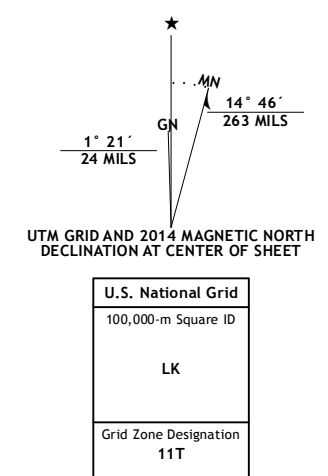 MN
GN
14° 46´
263 MILS
1° 21´
24 MILS
UTM GRID AND 2014 MAGNETIC NORTH
DECLINATION AT CENTER OF SHEET
U.S. National Grid
100,000-m Square ID
LK
Grid Zone Designation
11T